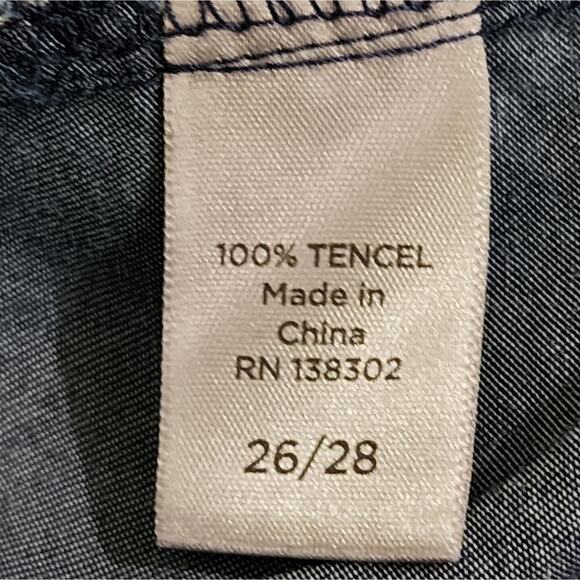 100% TENCEL
Made in
China
RN 138302
26/28